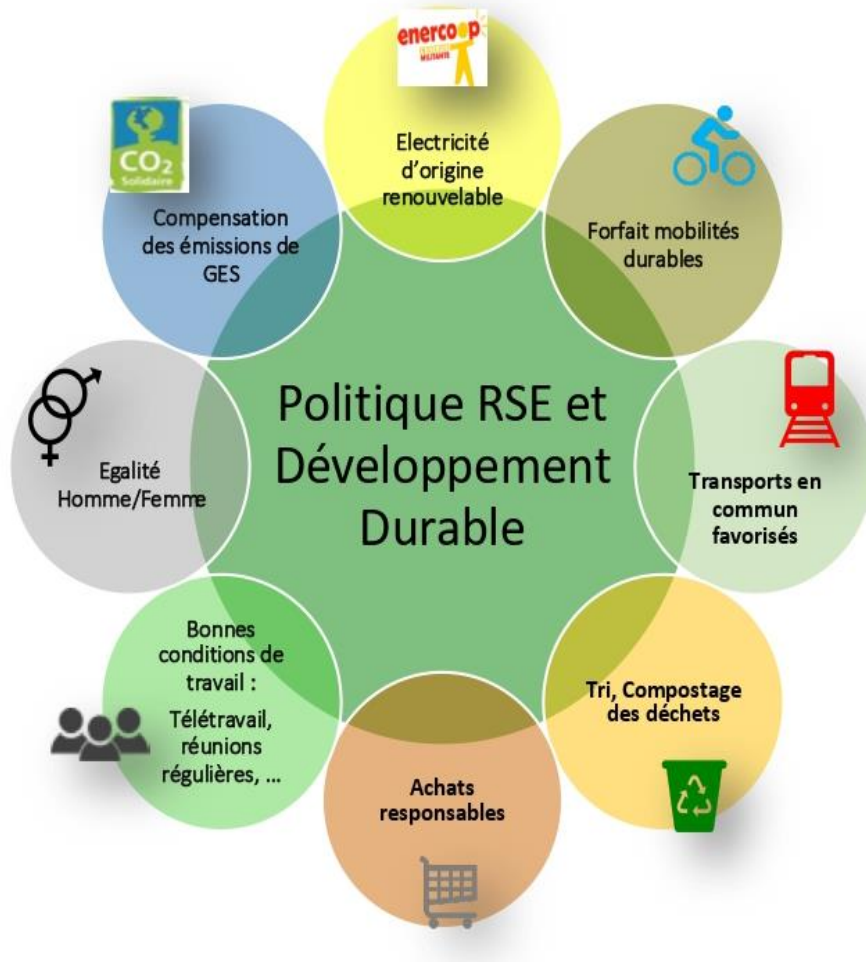 enercoop
MILITANTE
Electricité
d'origine
renouvelable
Forfait mobilités
durables
Transports en
commun
favorisés
Tri, Compostage
des déchets
Achats
responsables
Bonnes
conditions de
travail :
Télétravail,
réunions
régulières, ...
Egalité
Homme/Femme
CO2
Solidaire
Compensation
des émissions de
GES
Politique RSE et
Développement
Durable